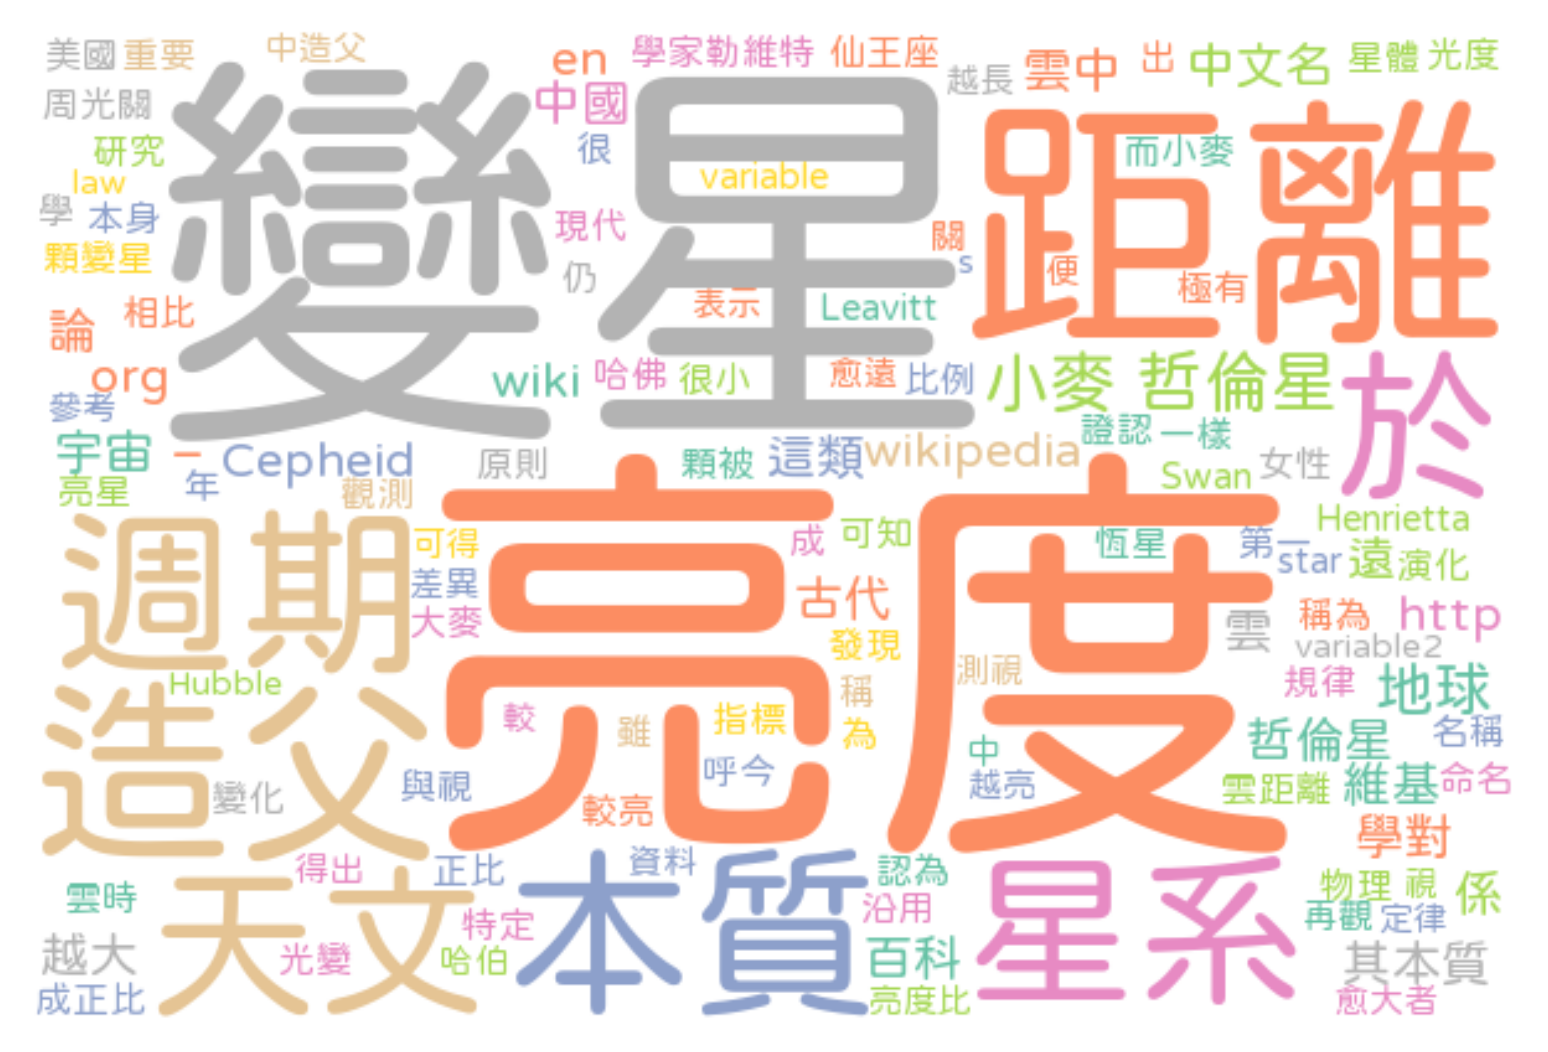 美國 重要 中造父 en 學家勒維特 仙王座 越長 雲中 出 中文名 星體 光度
周光關 變星 中國 距離
研究 很 而小麥
law variable
學 本身 現代 關
顆變星 仍 s 便 極有
論 相比 表示 Leavitt
org wiki 哈佛 很小 愈遠 比例 小麥 哲倫星 於
參考
宇宙 一 Cepheid 原則 顆被 這類 wikipedia 證認 一樣
亮星 年 觀測 Swan 女性
週期 亮度 Henrietta
可得 成 可知 恆星 第一 star 遠 演化
差異 古代
大麥 發現 雲 稱為 http
variable2
Hubble 測視 規律 地球
造父 較 雖 指標 稱 為 中 哲倫星 名稱
變化 與視 呼今 越亮 雲距離 維基 命名
較亮 學對
得出 正比 資料 認為
天文 本質 星系 物理 視 係
雲時 特定 沿用 再觀 定律
越大 光變 哈伯 百科 其本質
成正比 亮度比 愈大者